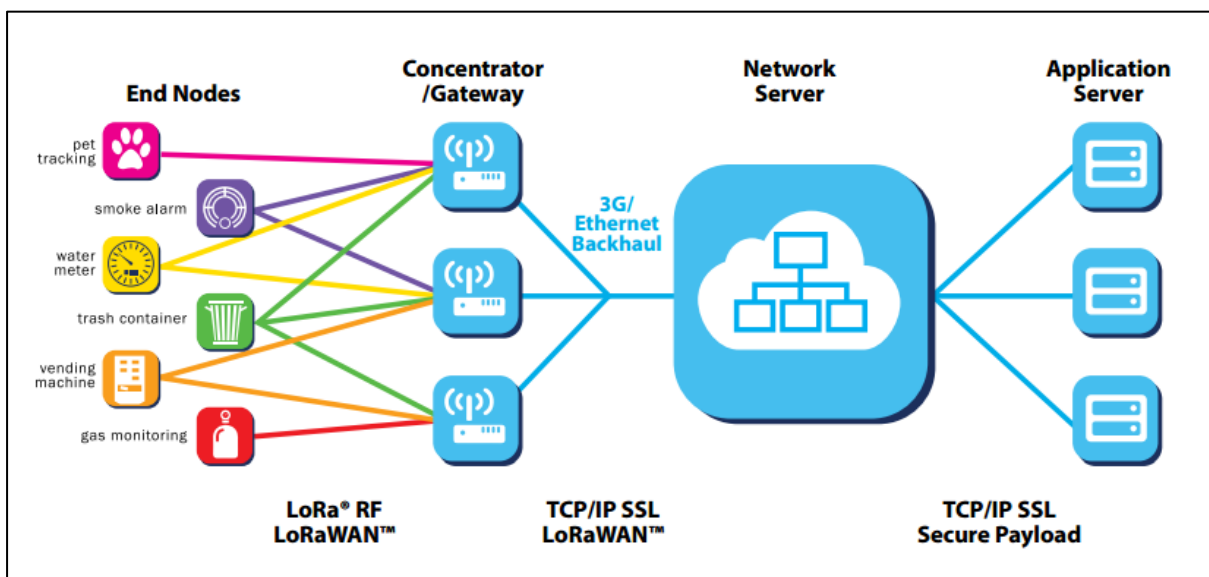 End Nodes
Concentrator
/Gateway
Network
Server
Application
Server
pet
tracking
smoke alarm
water
meter
trash container
vending
machine
gas monitoring
3G/
Ethernet
Backhaul
LoRa® RF
LoRaWAN™
TCP/IP SSL
LoRaWAN™
TCP/IP SSL
Secure Payload